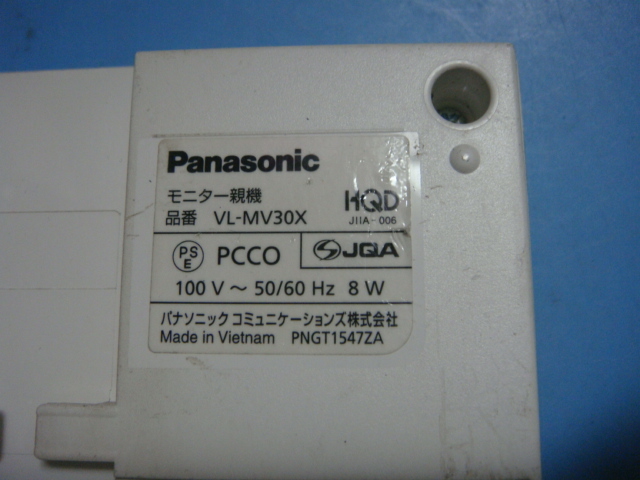 Panasonic
モニター親機 HQD
品番 VL-MV30X JIIA-006
PS
E PCCO JQA
100 V ～ 50/60 Hz 8 W
パナソニック コミュニケーションズ株式会社
Made in Vietnam PNGT1547ZA